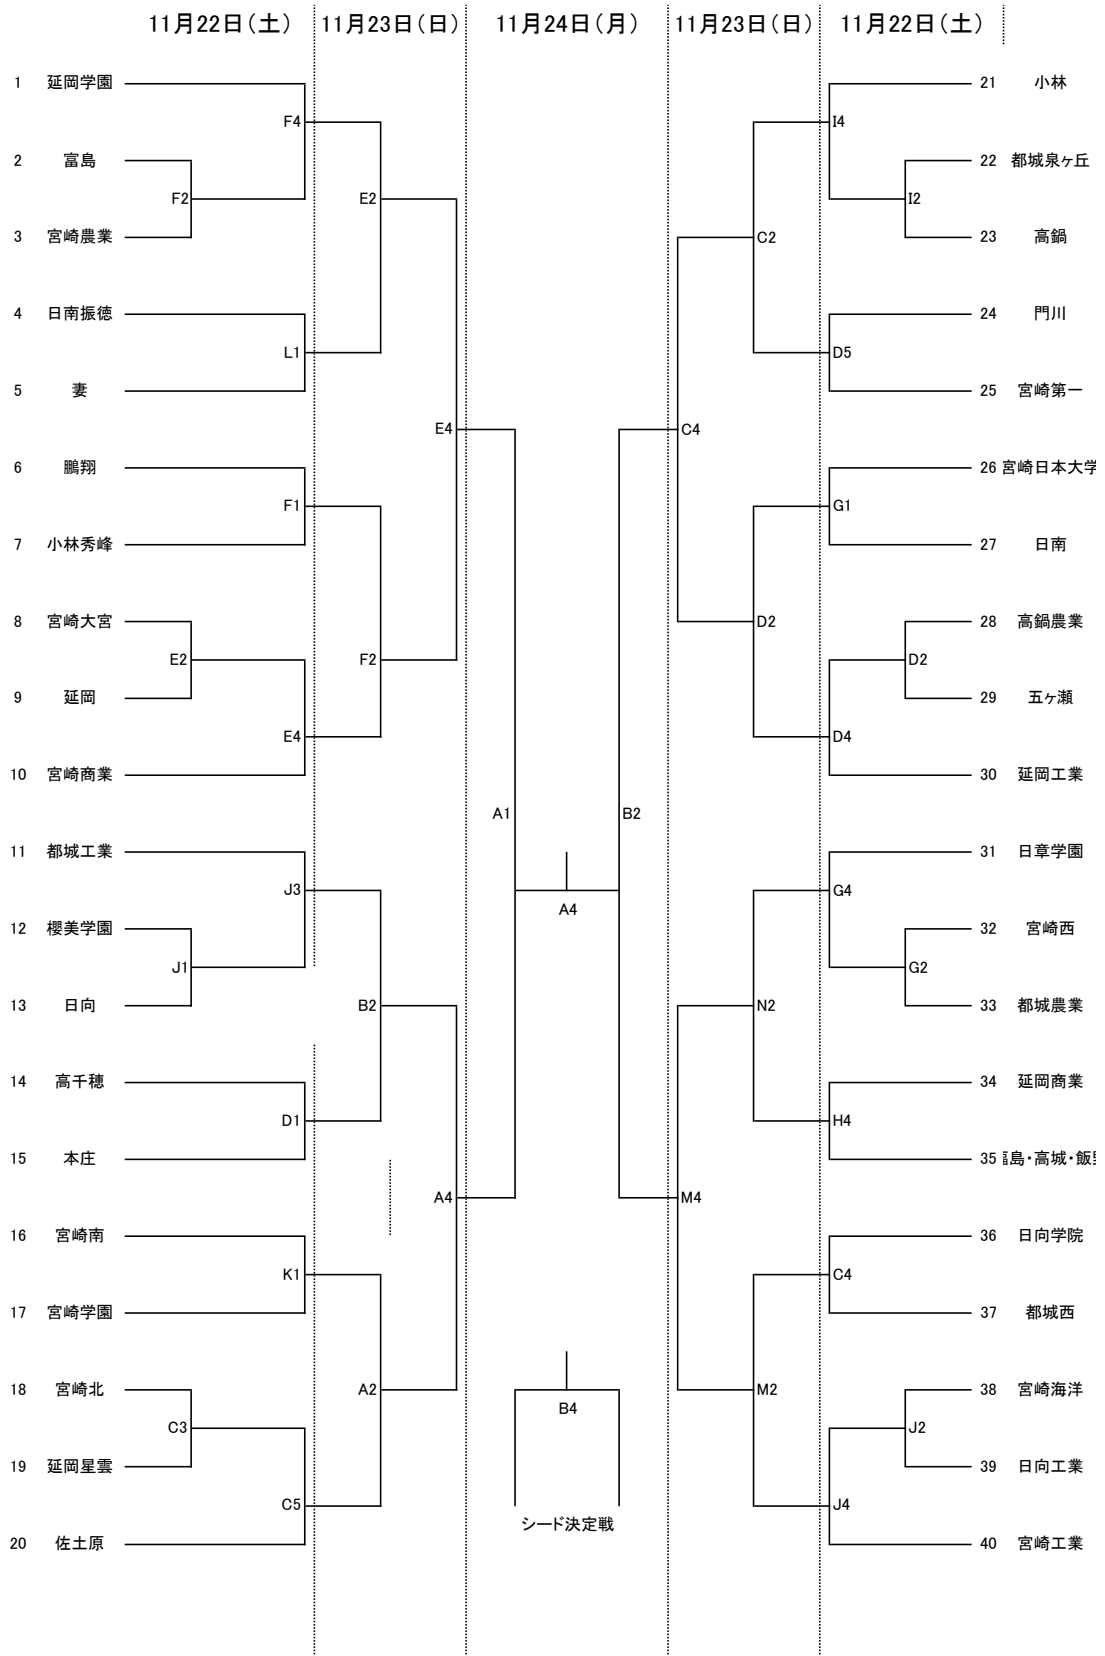 11月22日(土) 11月23日(日) 11月24日(月) 11月23日(日) 11月22日(土)
1 延岡学園
F4
2 富島
F2
3 宮崎農業
E2
4 日南振徳
L1
5 妻
E4
6 鵬翔
F1
7 小林秀峰
8 宮崎大宮
E2
F2
9 延岡
E4
10 宮崎商業
A1
11 都城工業
J3
12 櫻美学園
J1
13 日向
B2
14 高千穂
D1
15 本庄
A4
16 宮崎南
K1
17 宮崎学園
18 宮崎北
A2
C3
19 延岡星雲
C5
20 佐土原
A4
B4
シード決定戦
21 小林
I4
22 都城泉ヶ丘
I2
23 高鍋
C2
24 門川
D5
25 宮崎第一
C4
26 宮崎日本大学
G1
27 日南
28 高鍋農業
D2
D2
29 五ヶ瀬
D4
30 延岡工業
B2
31 日章学園
G4
32 宮崎西
G2
33 都城農業
N2
34 延岡商業
H4
35 島・高城・飯
M4
36 日向学院
C4
37 都城西
38 宮崎海洋
M2
J2
39 日向工業
J4
40 宮崎工業